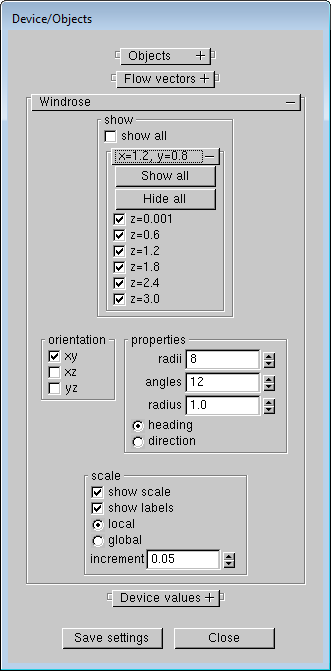 Device/Objects
Objects +
Flow vectors +
Windrose −
show
show all
x=1.2, y=0.8 −
Show all
Hide all
z=0.001
z=0.6
z=1.2
z=1.8
z=2.4
z=3.0
orientation
xy
xz
yz
properties
radii 8
angles 12
radius 1.0
heading
direction
scale
show scale
show labels
local
global
increment 0.05
Device values +
Save settings Close